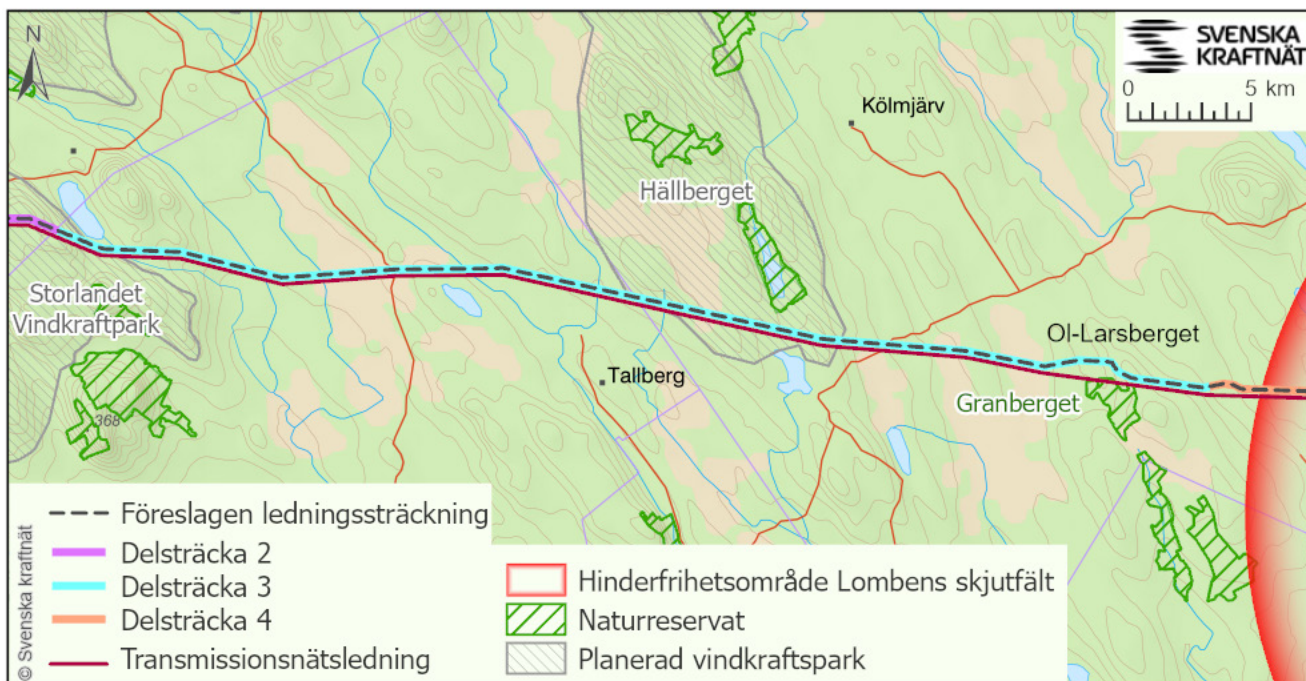 N
SVENSKA
KRAFTNÄT
0 5 km
Kölmjärv
Hällberget
Storlandet
Vindkraftpark
Ol-Larsberget
Tallberg
Granberget
368
Föreslagen ledningssträckning
Delsträcka 2
Delsträcka 3
Delsträcka 4
Transmissionsnätsledning
Hinderfrihetsområde Lombens skjutfält
Naturreservat
Planerad vindkraftspark
© Svenska kraftnät